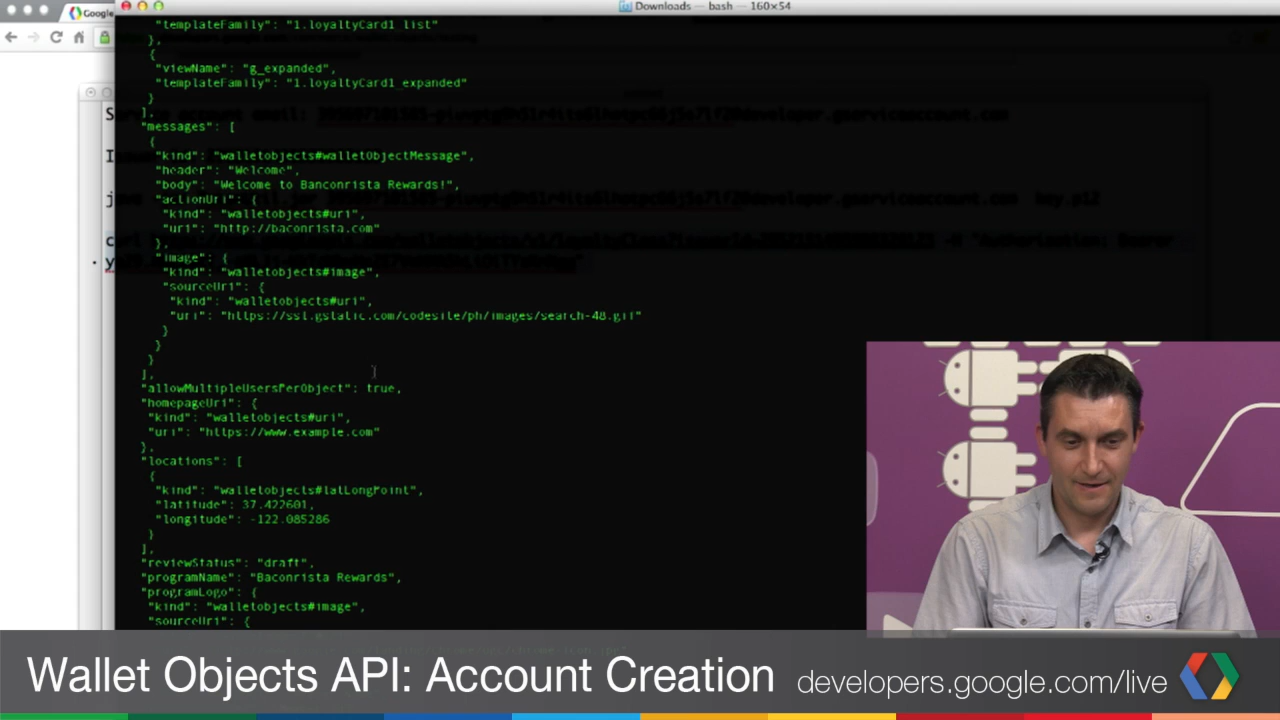 Downloads — bash — 160×54
Google
"templateFamily": "1.loyaltyCard1_list"
},
{
"viewName": "g_expanded",
"templateFamily": "1.loyaltyCard1_expanded"
}
],
"messages": [
{
"kind": "walletobjects#walletObjectMessage",
"header": "Welcome",
"body": "Welcome to Banconrista Rewards!",
"actionUri": {
"kind": "walletobjects#uri",
"uri": "http://baconrista.com"
},
"image": {
"kind": "walletobjects#image",
"sourceUri": {
"kind": "walletobjects#uri",
"uri": "https://ssl.gstatic.com/codesite/ph/images/search-48.gif"
}
}
}
],
"allowMultipleUsersPerObject": true,
"homepageUri": {
"kind": "walletobjects#uri",
"uri": "https://www.example.com"
},
"locations": [
{
"kind": "walletobjects#latLongPoint",
"latitude": 37.422601,
"longitude": -122.085286
}
],
"reviewStatus": "draft",
"programName": "Baconrista Rewards",
"programLogo": {
"kind": "walletobjects#image",
"sourceUri": {
Wallet Objects API: Account Creation
developers.google.com/live